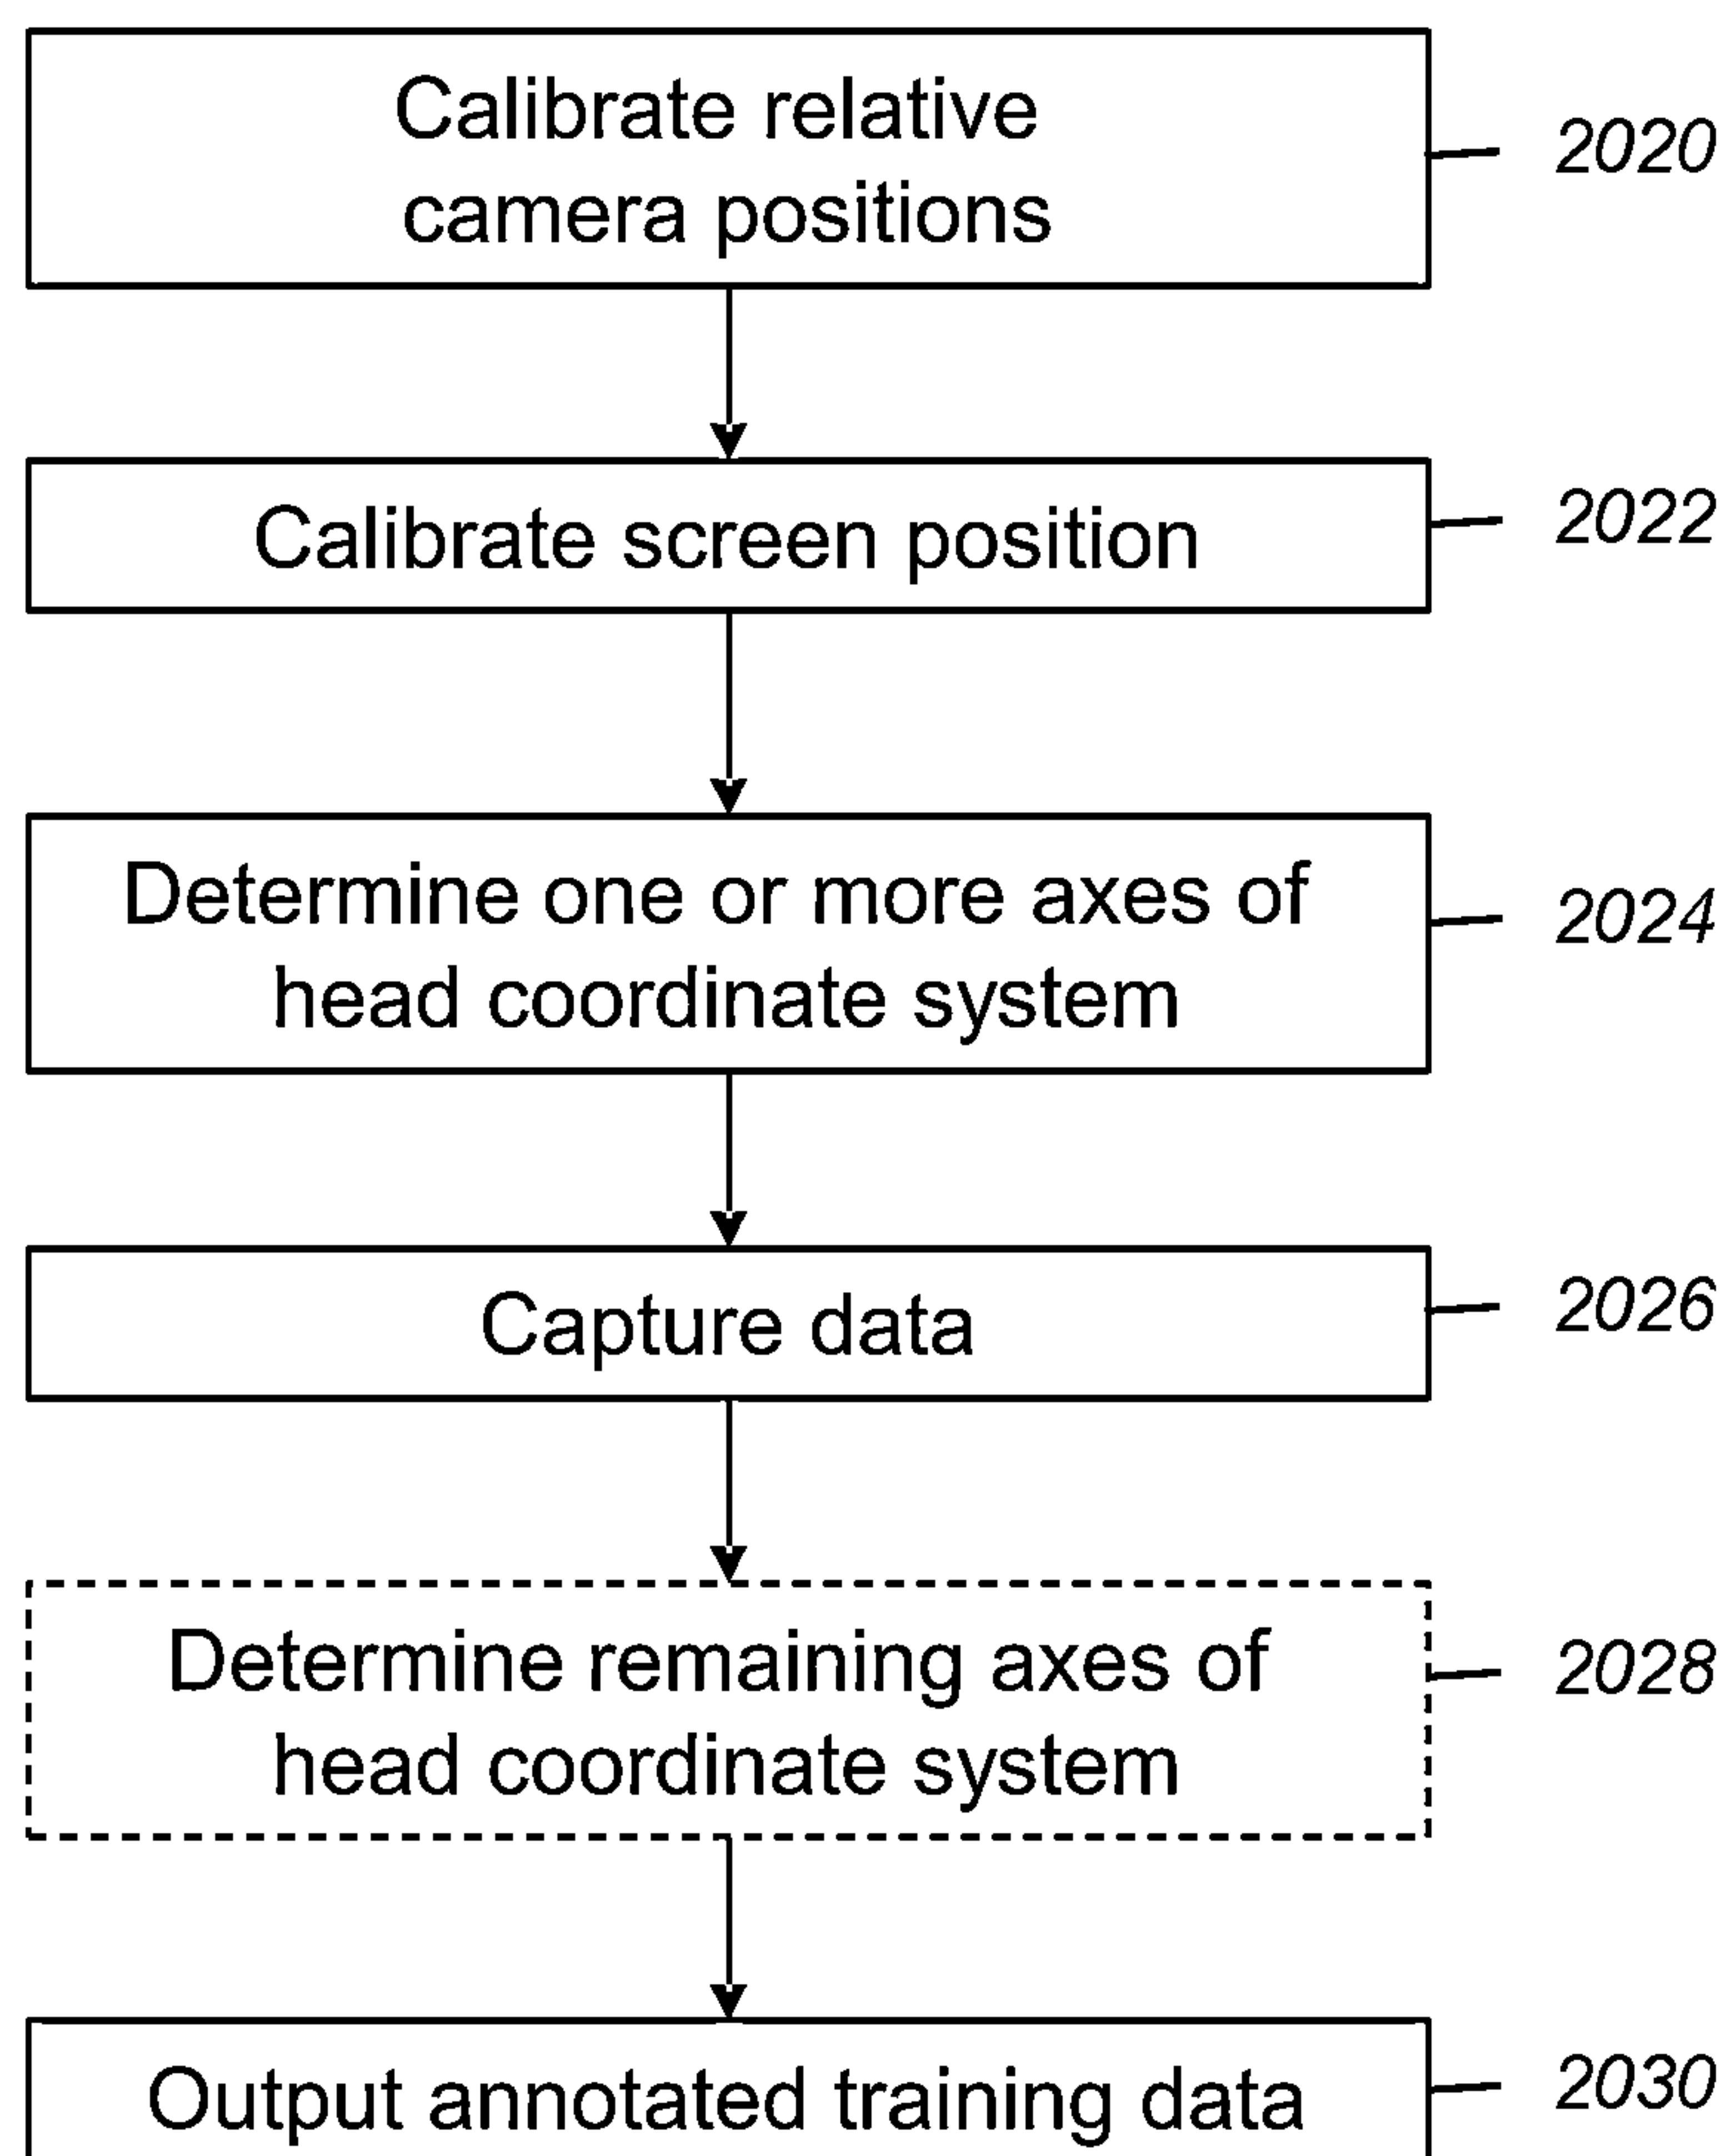 Calibrate relative
camera positions
2020
Calibrate screen position
2022
Determine one or more axes of
head coordinate system
2024
Capture data
2026
Determine remaining axes of
head coordinate system
2028
Output annotated training data
2030